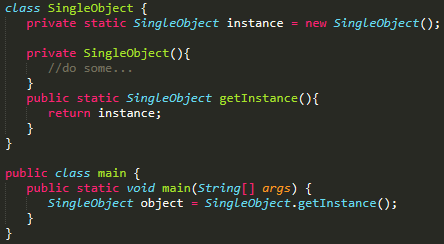 class SingleObject {
    private static SingleObject instance = new SingleObject();

    private SingleObject(){
        //do some...
    }
    public static SingleObject getInstance(){
        return instance;
    }
}

public class main {
    public static void main(String[] args) {
        SingleObject object = SingleObject.getInstance();
    }
}